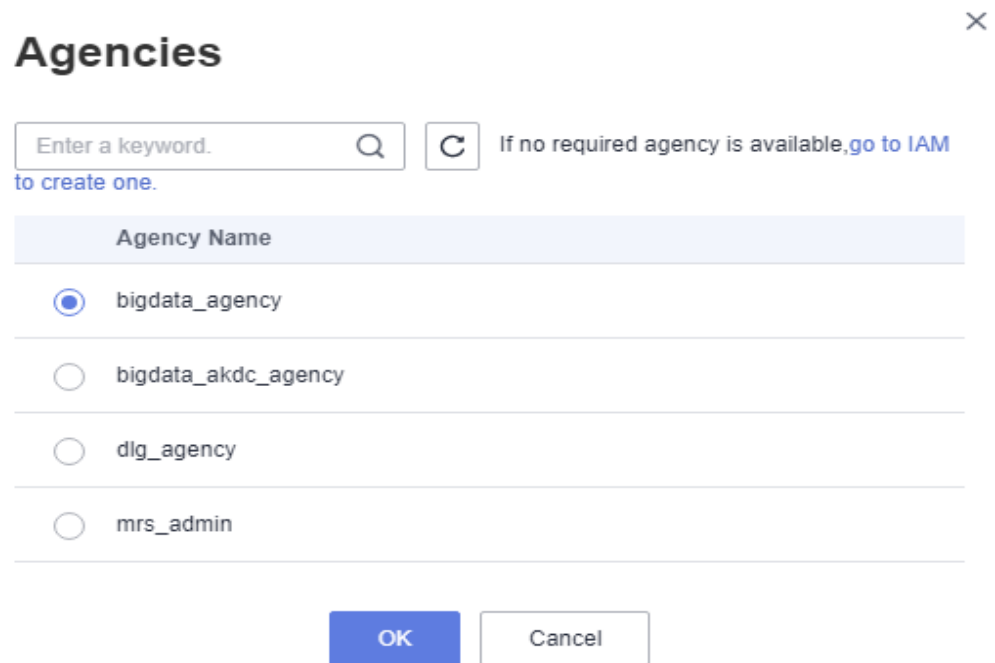 Agencies
Enter a keyword.
If no required agency is available,go to IAM
to create one.
Agency Name
bigdata_agency
bigdata_akdc_agency
dlg_agency
mrs_admin
OK
Cancel